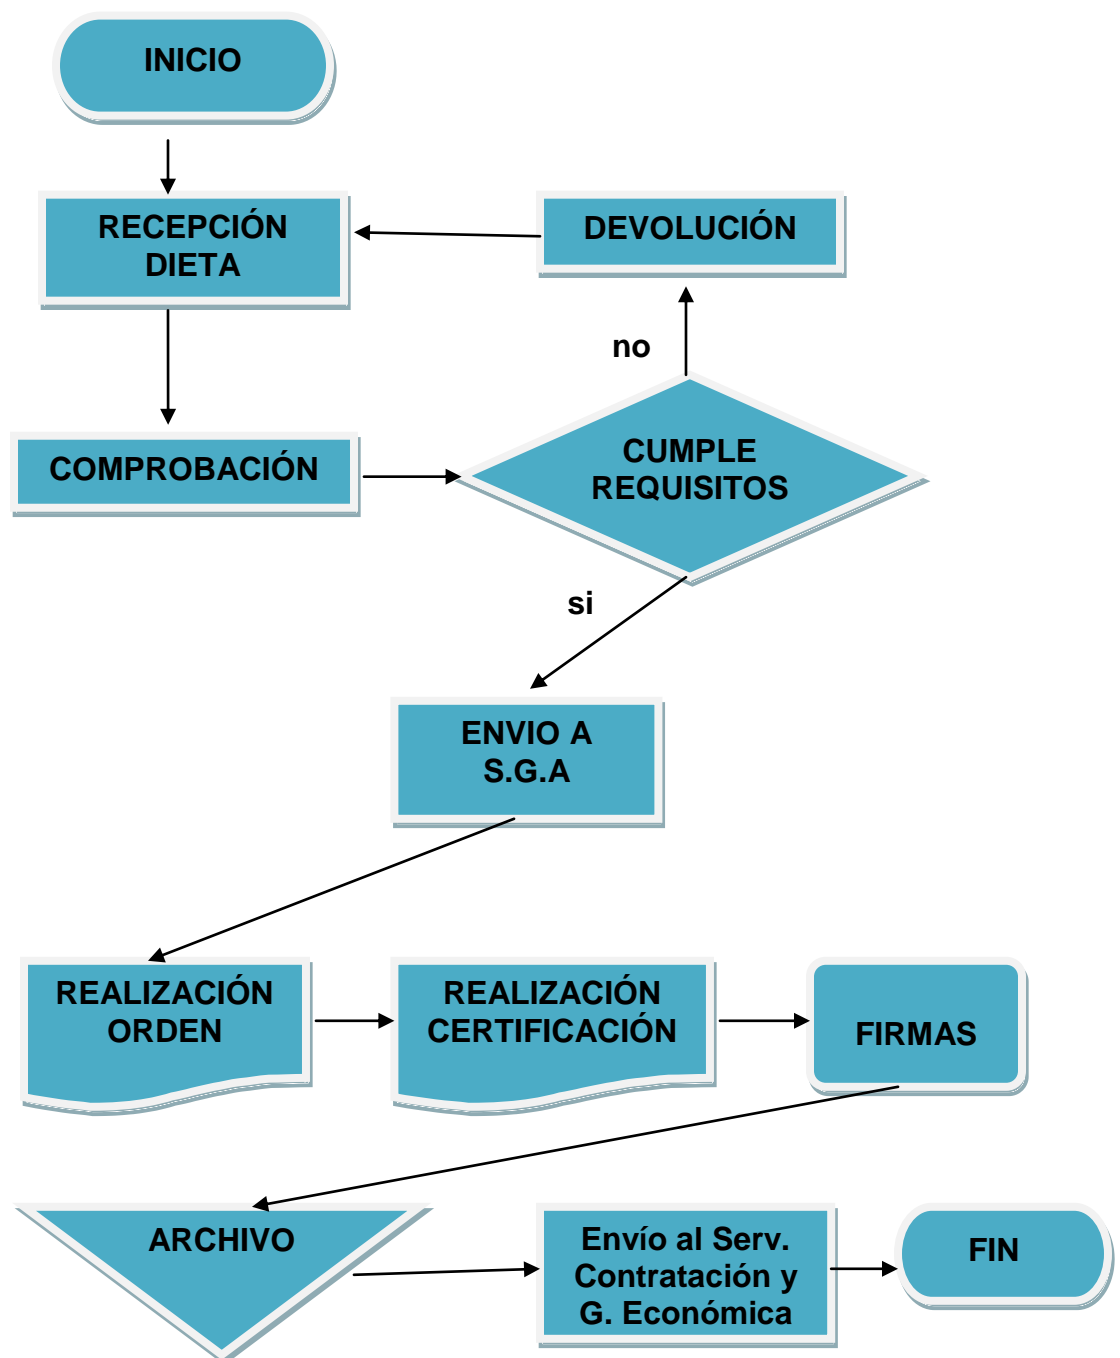 INICIO
RECEPCIÓN
DIETA
DEVOLUCIÓN
no
COMPROBACIÓN
CUMPLE
REQUISITOS
si
ENVIO A
S.G.A
REALIZACIÓN
ORDEN
REALIZACIÓN
CERTIFICACIÓN
FIRMAS
ARCHIVO
Envío al Serv.
Contratación y
G. Económica
FIN